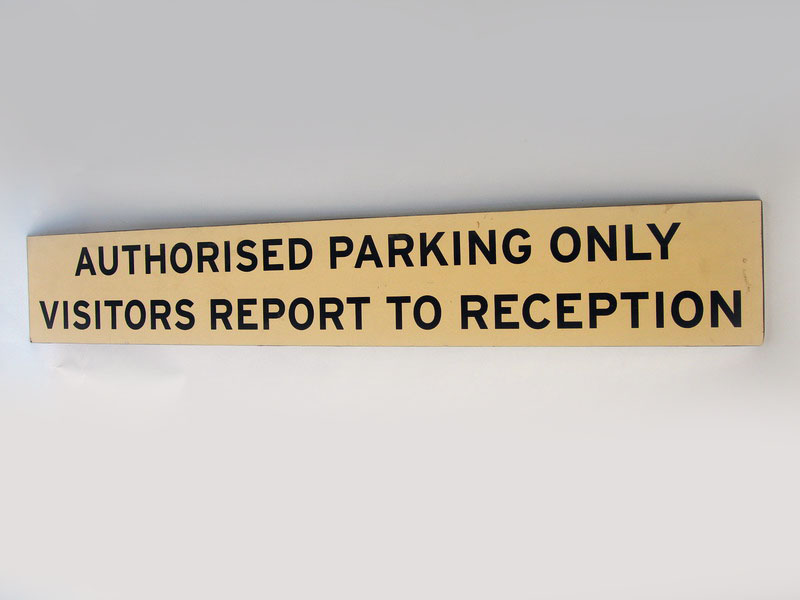 AUTHORISED PARKING ONLY
VISITORS REPORT TO RECEPTION